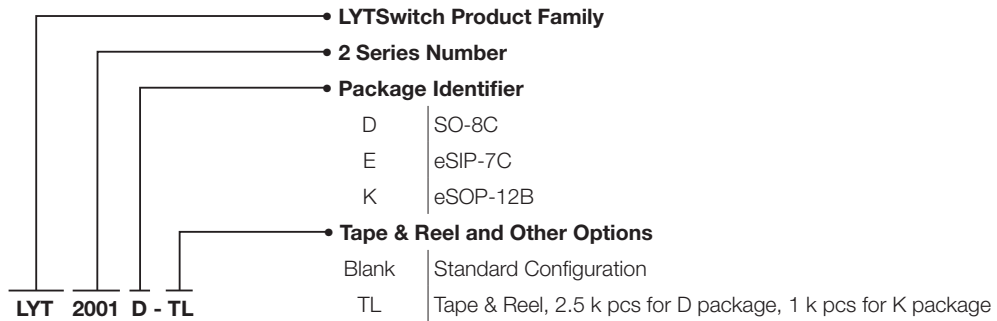 LYTSwitch Product Family
2 Series Number
Package Identifier
D SO-8C
E eSIP-7C
K eSOP-12B
Tape & Reel and Other Options
Blank Standard Configuration
TL Tape & Reel, 2.5 k pcs for D package, 1 k pcs for K package
LYT 2001 D - TL